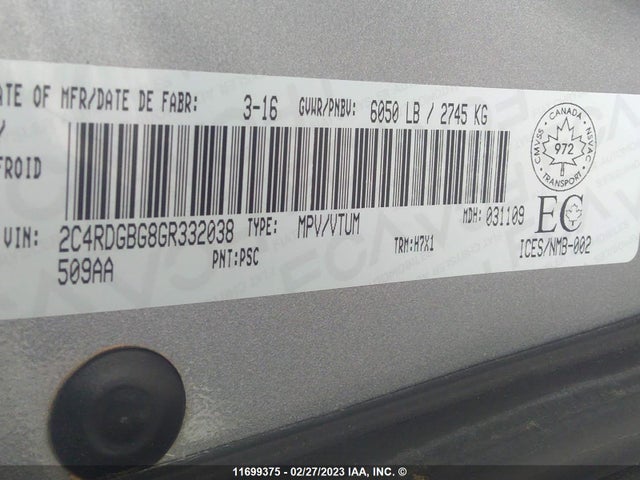 ATE OF MFR/DATE DE FABR: 3-16 GVWR/PNBV: 6050 LB / 2745 KG
FROID
CMVSS CANADA NSVAC
972
TRANSPORT
VIN: 2C4RDGBG8GR332038 TYPE: MPV/VTUM MDH: 031109 EC
509AA PNT:PSC TRM:H7X1 ICES/NMB-002
11699375 - 02/27/2023 IAA, INC. ©